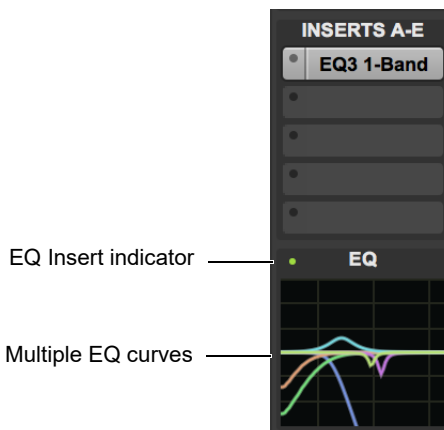 INSERTS A-E
EQ3 1-Band
EQ Insert indicator
EQ
Multiple EQ curves